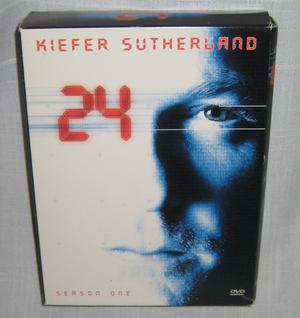 KIEFER SUTHERLAND
24
SEASON ONE
DVD